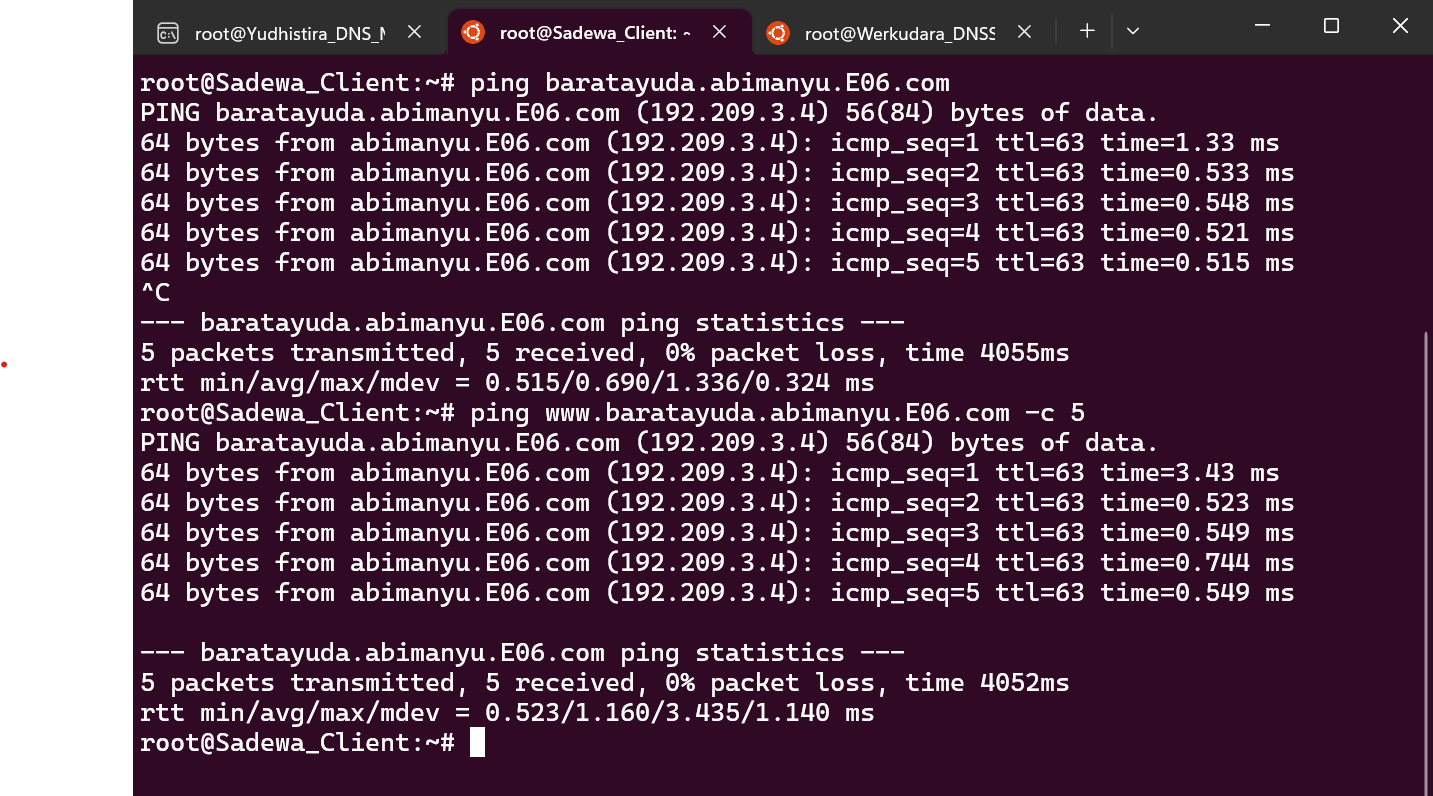 root@Yudhistira_DNS_M
root@Sadewa_Client: ~
root@Werkudara_DNSS
root@Sadewa_Client:~# ping baratayuda.abimanyu.E06.com
PING baratayuda.abimanyu.E06.com (192.209.3.4) 56(84) bytes of data.
64 bytes from abimanyu.E06.com (192.209.3.4): icmp_seq=1 ttl=63 time=1.33 ms
64 bytes from abimanyu.E06.com (192.209.3.4): icmp_seq=2 ttl=63 time=0.533 ms
64 bytes from abimanyu.E06.com (192.209.3.4): icmp_seq=3 ttl=63 time=0.548 ms
64 bytes from abimanyu.E06.com (192.209.3.4): icmp_seq=4 ttl=63 time=0.521 ms
64 bytes from abimanyu.E06.com (192.209.3.4): icmp_seq=5 ttl=63 time=0.515 ms
^C
--- baratayuda.abimanyu.E06.com ping statistics ---
5 packets transmitted, 5 received, 0% packet loss, time 4055ms
rtt min/avg/max/mdev = 0.515/0.690/1.336/0.324 ms
root@Sadewa_Client:~# ping www.baratayuda.abimanyu.E06.com -c 5
PING baratayuda.abimanyu.E06.com (192.209.3.4) 56(84) bytes of data.
64 bytes from abimanyu.E06.com (192.209.3.4): icmp_seq=1 ttl=63 time=3.43 ms
64 bytes from abimanyu.E06.com (192.209.3.4): icmp_seq=2 ttl=63 time=0.523 ms
64 bytes from abimanyu.E06.com (192.209.3.4): icmp_seq=3 ttl=63 time=0.549 ms
64 bytes from abimanyu.E06.com (192.209.3.4): icmp_seq=4 ttl=63 time=0.744 ms
64 bytes from abimanyu.E06.com (192.209.3.4): icmp_seq=5 ttl=63 time=0.549 ms
--- baratayuda.abimanyu.E06.com ping statistics ---
5 packets transmitted, 5 received, 0% packet loss, time 4052ms
rtt min/avg/max/mdev = 0.523/1.160/3.435/1.140 ms
root@Sadewa_Client:~#